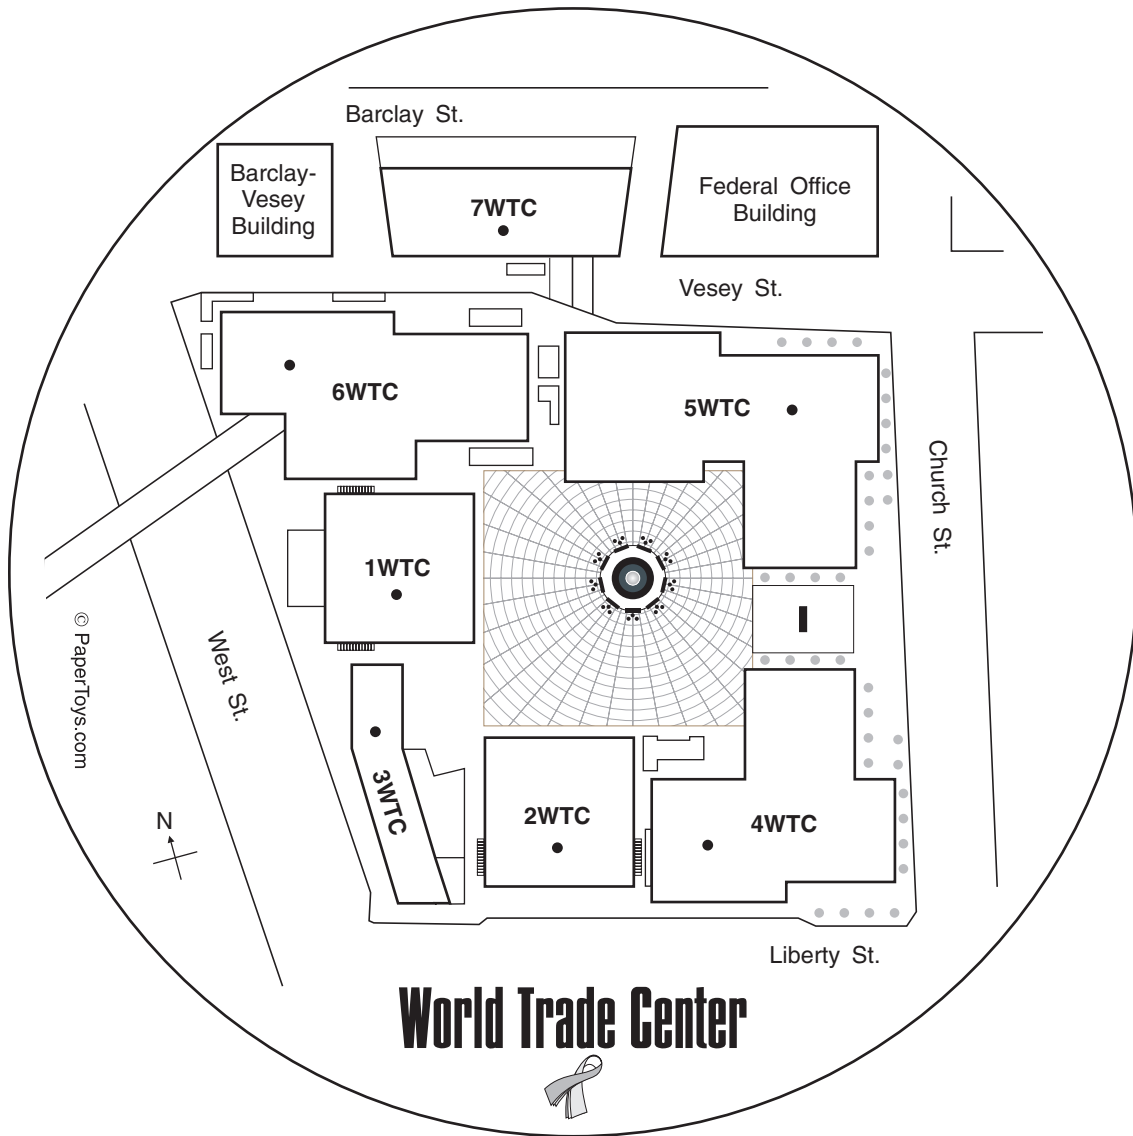 Barclay St.
Barclay-
Vesey
Building
7WTC
Federal Office
Building
Vesey St.
6WTC
5WTC
Church St.
1WTC
© PaperToys.com
West St.
3WTC
2WTC
4WTC
N
Liberty St.
World Trade Center